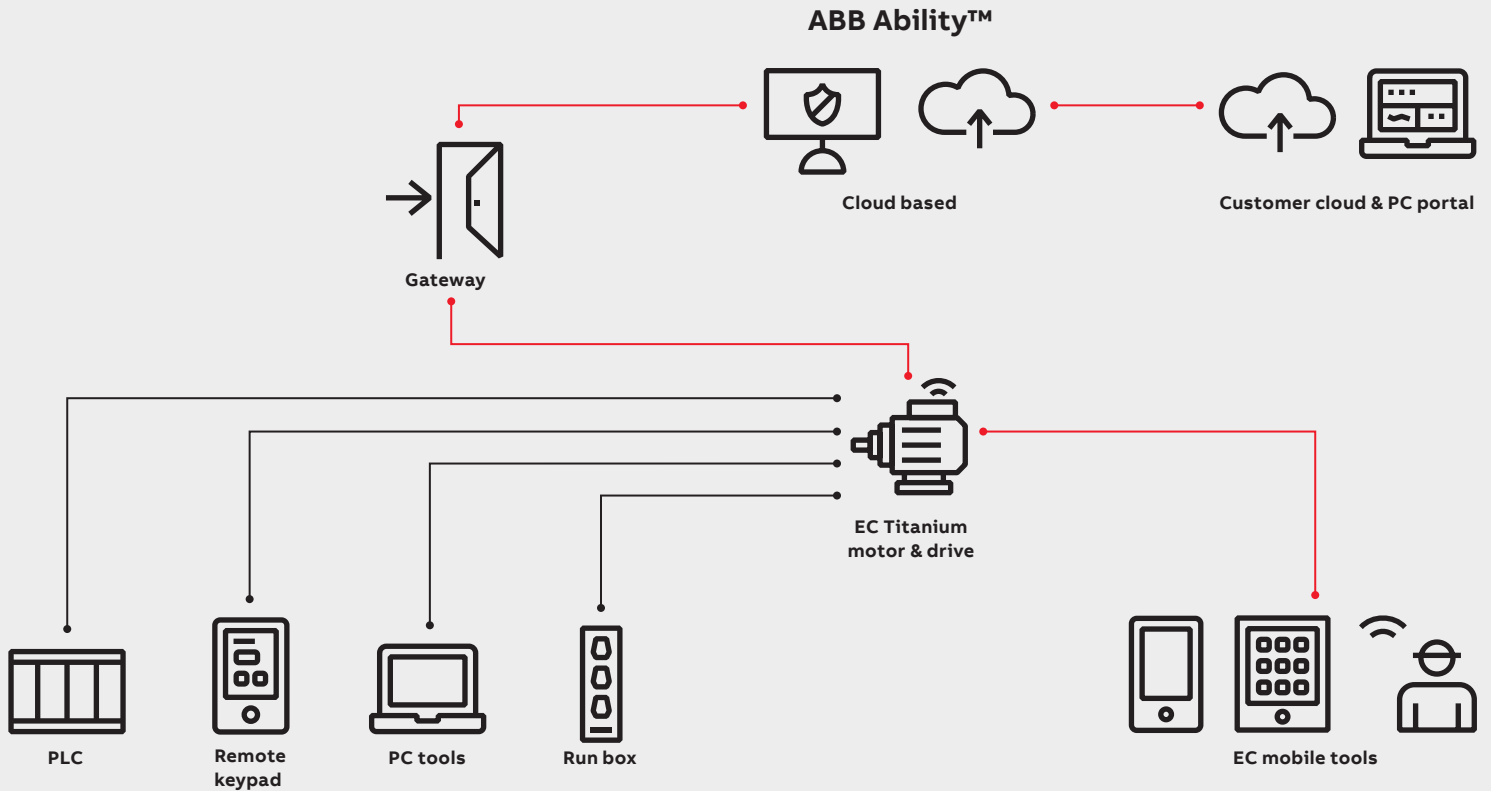 ABB Ability™
Cloud based
Customer cloud & PC portal
Gateway
EC Titanium
motor & drive
PLC
Remote
keypad
PC tools
Run box
EC mobile tools